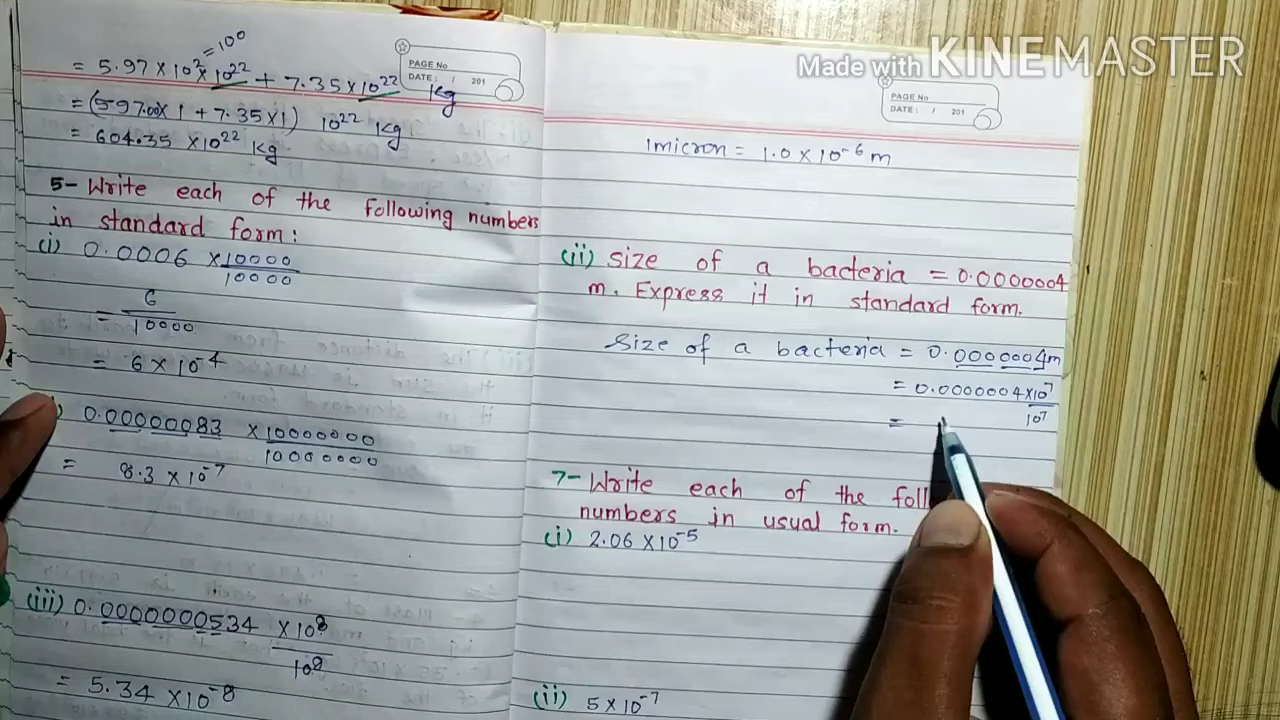 Made with KINEMASTER
= 5.97 × 10² × 10²² + 7.35 × 10²² Kg
= 100
PAGE No
DATE : / 201
= (597.00 × 1 + 7.35 × 1) 10²² Kg
= 604.35 × 10²² Kg
5- Write each of the following numbers
in standard form:
(i) 0.0006 × 10000
10000
= 6
10000
= 6 × 10⁻⁴
0.00000083 × 10000000
10000000
= 8.3 × 10⁻⁷
(iii) 0.0000000534 × 10⁸
10⁸
= 5.34 × 10⁻⁸
PAGE No
DATE : / 201
1 micron = 1.0 × 10⁻⁶ m
(ii) Size of a bacteria = 0.0000004
m. Express it in standard form.
Size of a bacteria = 0.0000004m
= 0.0000004 × 10⁷
10⁷
=
7- Write each of the foll
numbers in usual form.
(i) 2.06 × 10⁻⁵
(ii) 5 × 10⁻⁷